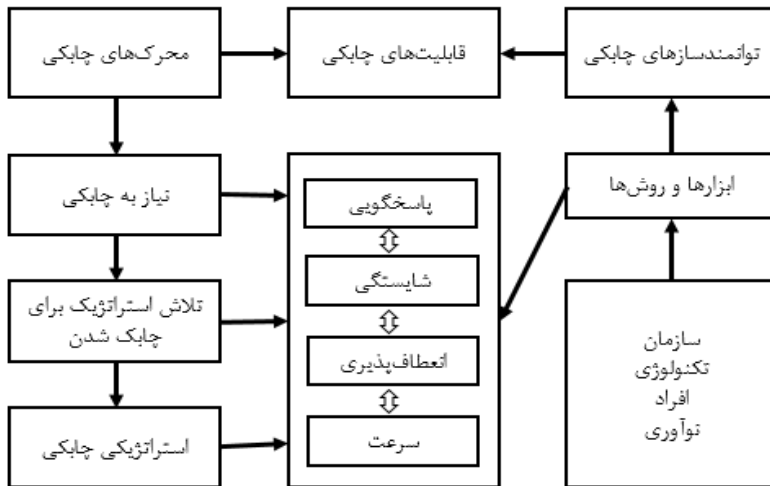 محرک‌های چابکی
قابلیت‌های چابکی
توانمندسازهای چابکی
نیاز به چابکی
پاسخگویی
ابزارها و روش‌ها
شایستگی
تلاش استراتژیک برای
چابک شدن
انعطاف‌پذیری
سازمان
تکنولوژی
افراد
نوآوری
استراتژیکی چابکی
سرعت